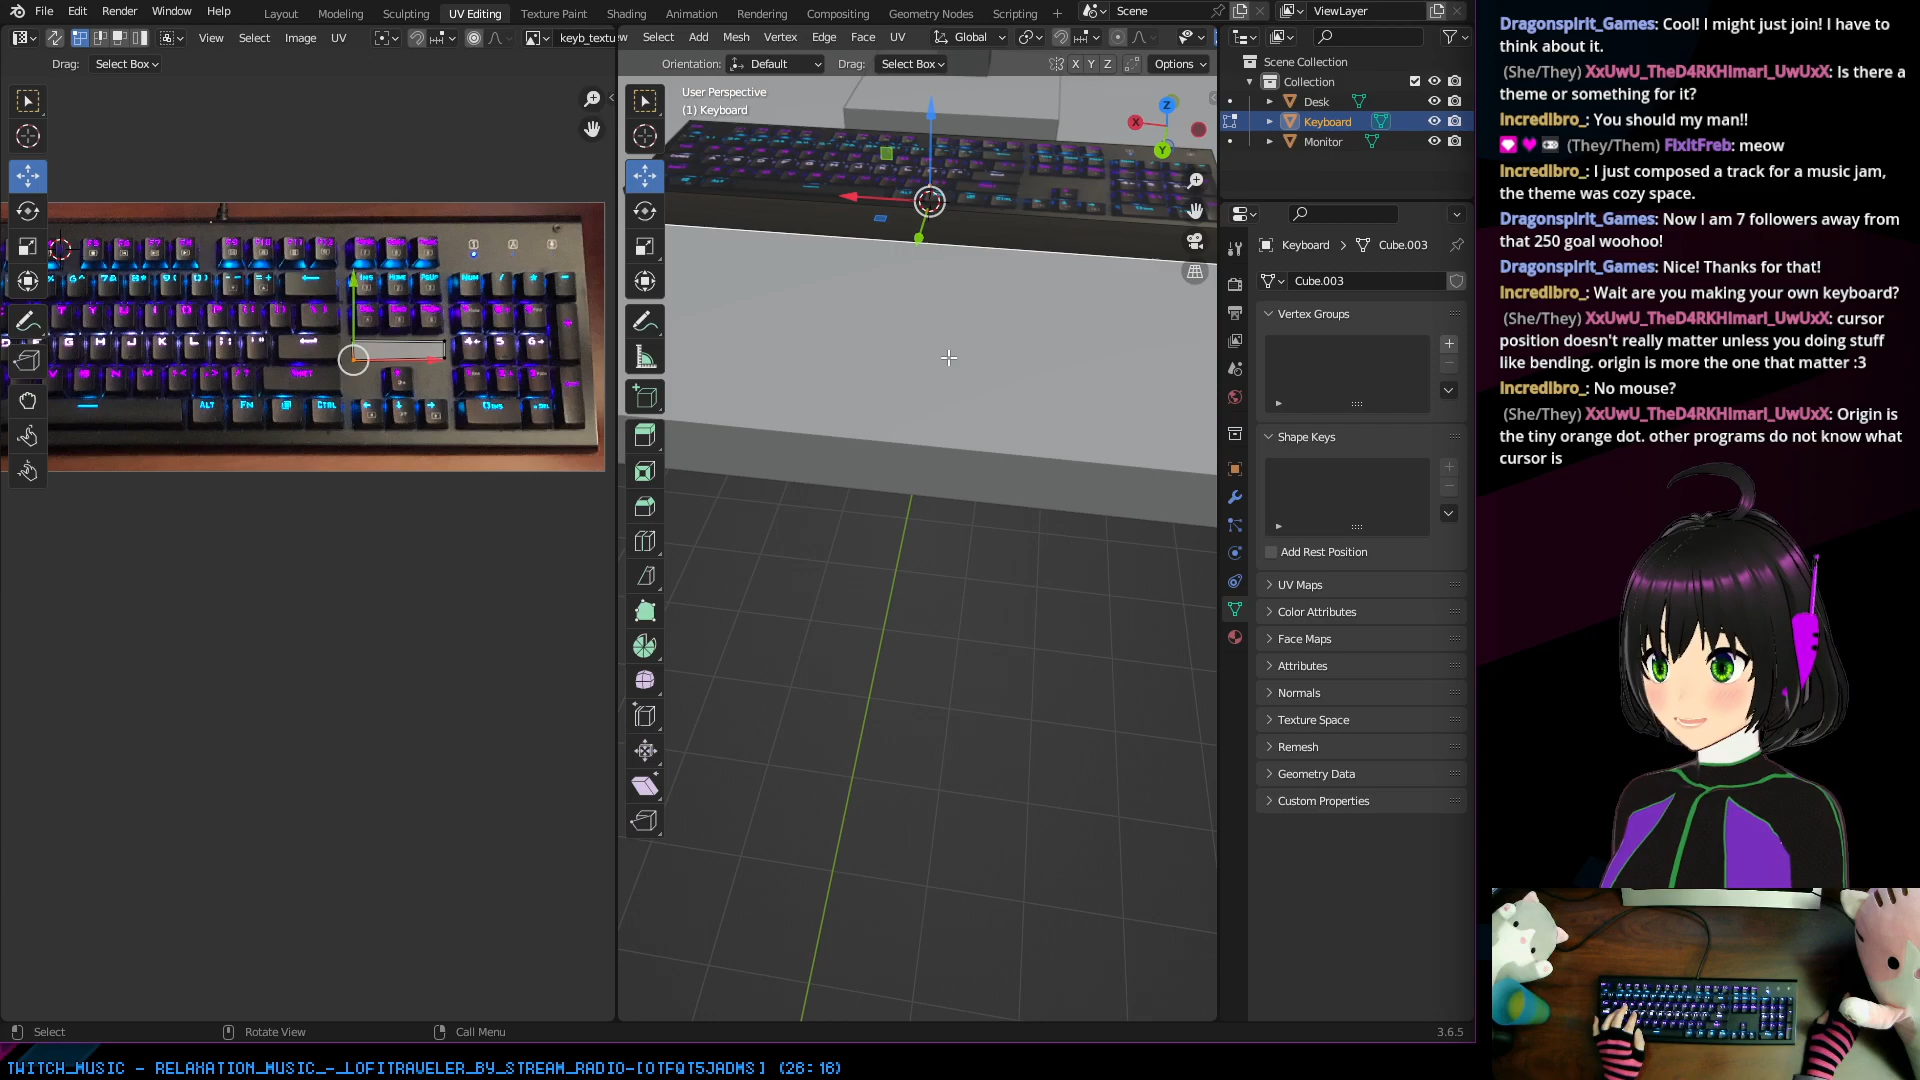 File Edit Render Window Help
Layout Modeling Sculpting UV Editing Texture Paint Shading Animation Rendering Compositing Geometry Nodes Scripting
Scene
ViewLayer
View Select Image UV
keyb_textu
Select Add Mesh Vertex Edge Face UV
Global
Drag: Select Box
Orientation: Default Drag: Select Box
X Y Z Options
User Perspective
(1) Keyboard
Scene Collection
Collection
Desk
Keyboard
Monitor
Keyboard > Cube.003
Cube.003
Vertex Groups
Shape Keys
Add Rest Position
UV Maps
Color Attributes
Face Maps
Attributes
Normals
Texture Space
Remesh
Geometry Data
Custom Properties
Select Rotate View Call Menu
3.6.5
Dragonspirit_Games: Cool! I might just join! I have to
think about it.
(She/They) XxUwU_TheD4RKHImarI_UwUxX: Is there a
theme or something for it?
IncredIbro_: You should my man!!
(They/Them) FIxItFreb: meow
IncredIbro_: I just composed a track for a music jam,
the theme was cozy space.
Dragonspirit_Games: Now I am 7 followers away from
that 250 goal woohoo!
Dragonspirit_Games: Nice! Thanks for that!
IncredIbro_: Wait are you making your own keyboard?
(She/They) XxUwU_TheD4RKHImarI_UwUxX: cursor
position doesn't really matter unless you doing stuff
like bending. origin is more the one that matter :3
IncredIbro_: No mouse?
(She/They) XxUwU_TheD4RKHImarI_UwUxX: Origin is
the tiny orange dot. other programs do not know what
cursor is
TWITCH_MUSIC - RELAXATION_MUSIC_-_LOFITRAVELER_BY_STREAM_RADIO-[OTFQT5JADMS] (26:16)